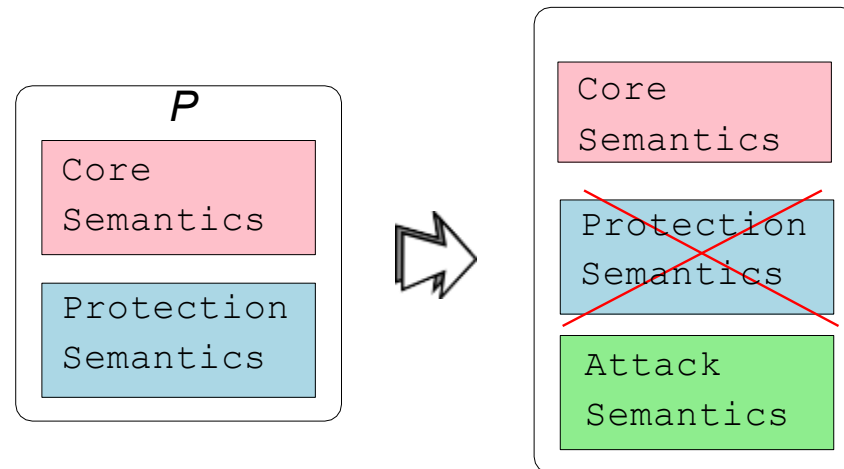 P
Core
Semantics
Protection
Semantics
Core
Semantics
Protection
Semantics
Attack
Semantics